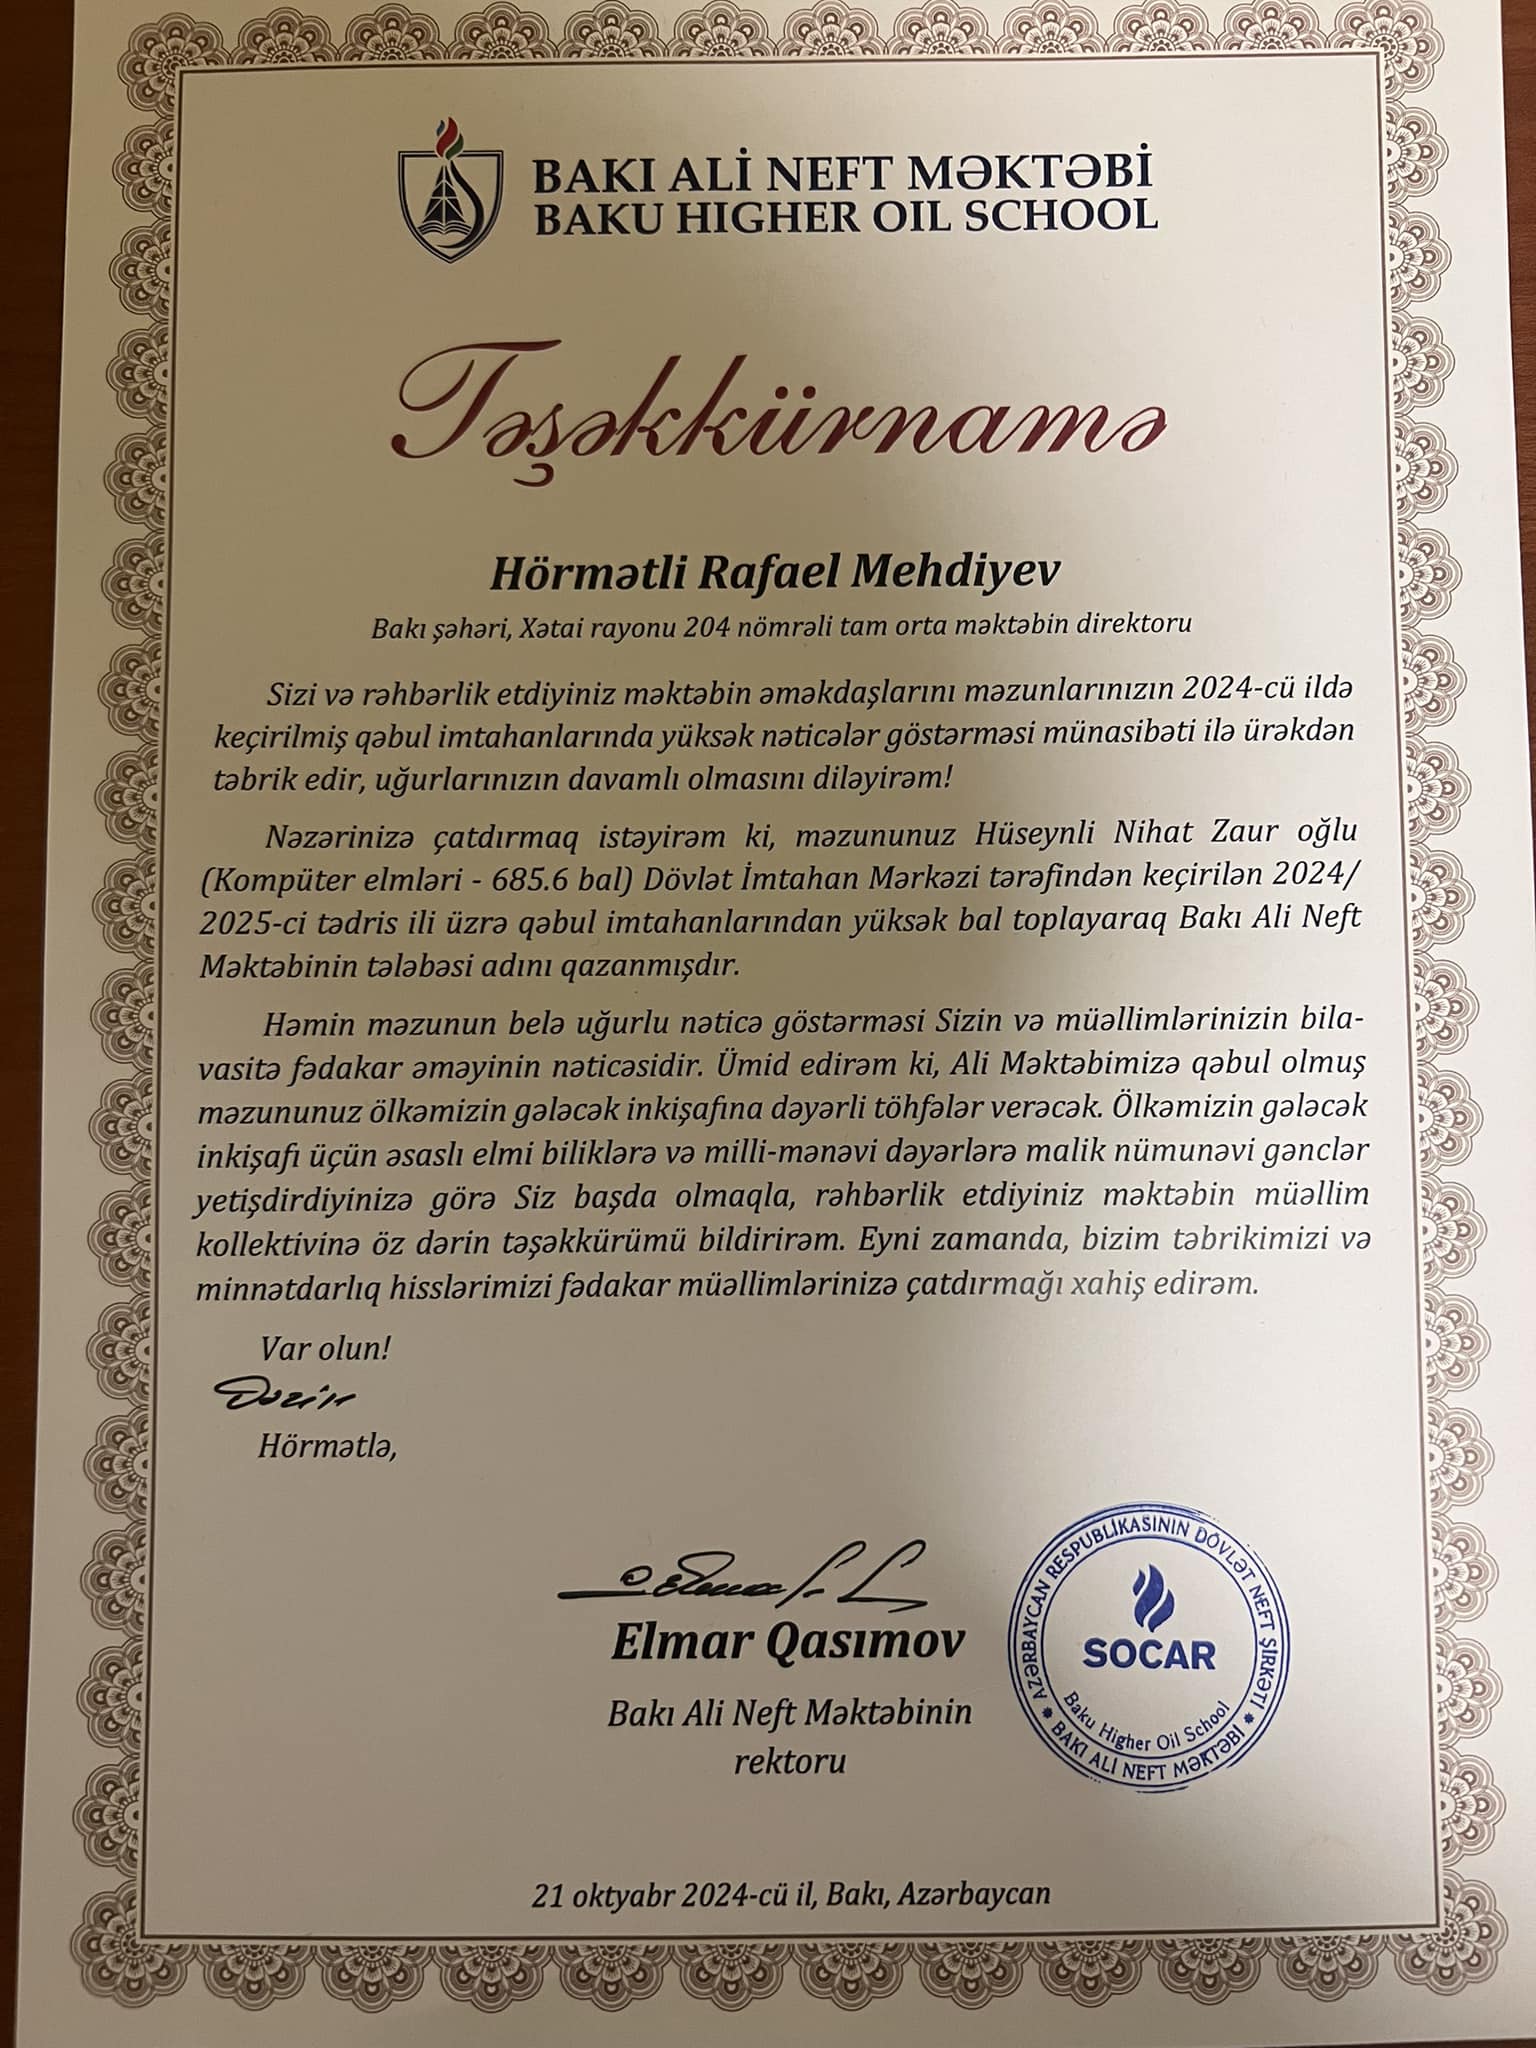 BAKI ALİ NEFT MƏKTƏBİ
BAKU HIGHER OIL SCHOOL
Təşəkkürnamə
Hörmətli Rafael Mehdiyev
Bakı şəhəri, Xətai rayonu 204 nömrəli tam orta məktəbin direktoru
Sizi və rəhbərlik etdiyiniz məktəbin əməkdaşlarını məzunlarınızın 2024-cü ildə
keçirilmiş qəbul imtahanlarında yüksək nəticələr göstərməsi münasibəti ilə ürəkdən
təbrik edir, uğurlarınızın davamlı olmasını diləyirəm!
Nəzərinizə çatdırmaq istəyirəm ki, məzununuz Hüseynli Nihat Zaur oğlu
(Kompüter elmləri - 685.6 bal) Dövlət İmtahan Mərkəzi tərəfindən keçirilən 2024/
2025-ci tədris ili üzrə qəbul imtahanlarından yüksək bal toplayaraq Bakı Ali Neft
Məktəbinin tələbəsi adını qazanmışdır.
Həmin məzunun belə uğurlu nəticə göstərməsi Sizin və müəllimlərinizin bila-
vasitə fədakar əməyinin nəticəsidir. Ümid edirəm ki, Ali Məktəbimizə qəbul olmuş
məzununuz ölkəmizin gələcək inkişafına dəyərli töhfələr verəcək. Ölkəmizin gələcək
inkişafı üçün əsaslı elmi biliklərə və milli-mənəvi dəyərlərə malik nümunəvi gənclər
yetişdirdiyinizə görə Siz başda olmaqla, rəhbərlik etdiyiniz məktəbin müəllim
kollektivinə öz dərin təşəkkürümü bildirirəm. Eyni zamanda, bizim təbrikimizi və
minnətdarlıq hisslərimizi fədakar müəllimlərinizə çatdırmağı xahiş edirəm.
Var olun!
Hörmətlə,
Elmar Qasımov
Bakı Ali Neft Məktəbinin
rektoru
AZƏRBAYCAN RESPUBLİKASININ DÖVLƏT NEFT ŞİRKƏTİ
SOCAR
Baku Higher Oil School
* BAKI ALİ NEFT MƏKTƏBİ *
21 oktyabr 2024-cü il, Bakı, Azərbaycan